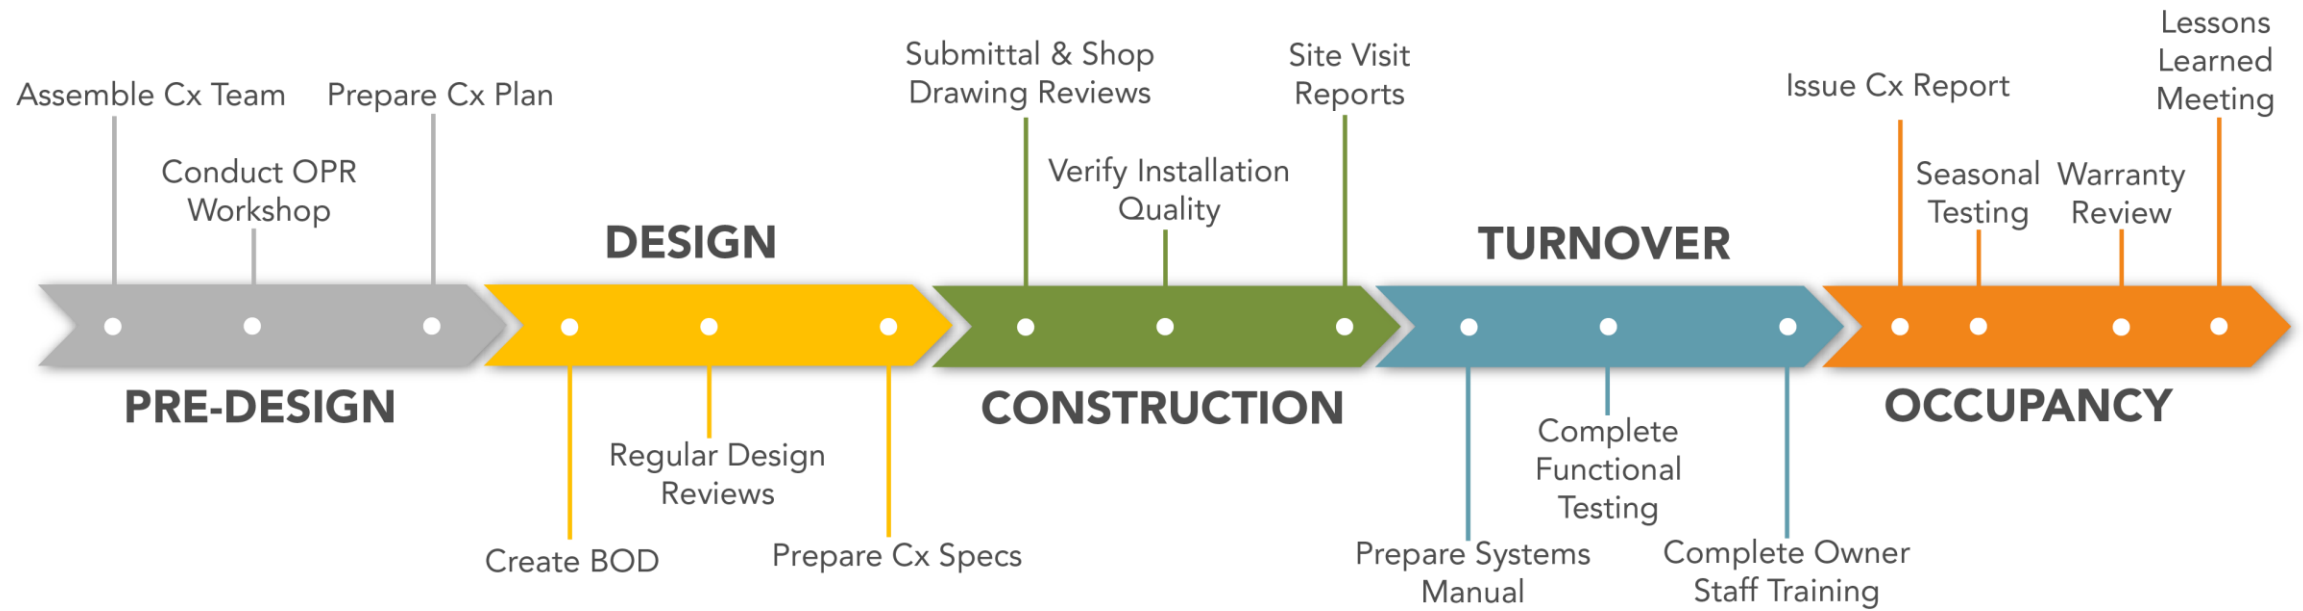 Assemble Cx Team
Conduct OPR
Workshop
Prepare Cx Plan
PRE-DESIGN
DESIGN
Create BOD
Regular Design
Reviews
Prepare Cx Specs
Submittal & Shop
Drawing Reviews
Verify Installation
Quality
Site Visit
Reports
CONSTRUCTION
TURNOVER
Prepare Systems
Manual
Complete
Functional
Testing
Complete Owner
Staff Training
Issue Cx Report
Seasonal
Testing
Warranty
Review
Lessons
Learned
Meeting
OCCUPANCY